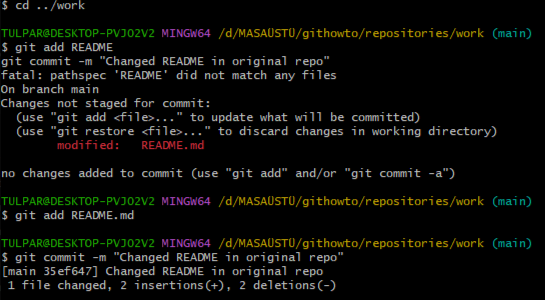 $ cd ../work
TULPAR@DESKTOP-PVJO2V2 MINGW64 /d/MASAÜSTÜ/githowto/repositories/work (main)
$ git add README
git commit -m "Changed README in original repo"
fatal: pathspec 'README' did not match any files
On branch main
Changes not staged for commit:
  (use "git add <file>..." to update what will be committed)
  (use "git restore <file>..." to discard changes in working directory)
        modified:   README.md
no changes added to commit (use "git add" and/or "git commit -a")
TULPAR@DESKTOP-PVJO2V2 MINGW64 /d/MASAÜSTÜ/githowto/repositories/work (main)
$ git add README.md
TULPAR@DESKTOP-PVJO2V2 MINGW64 /d/MASAÜSTÜ/githowto/repositories/work (main)
$ git commit -m "Changed README in original repo"
[main 35ef647] Changed README in original repo
 1 file changed, 2 insertions(+), 2 deletions(-)